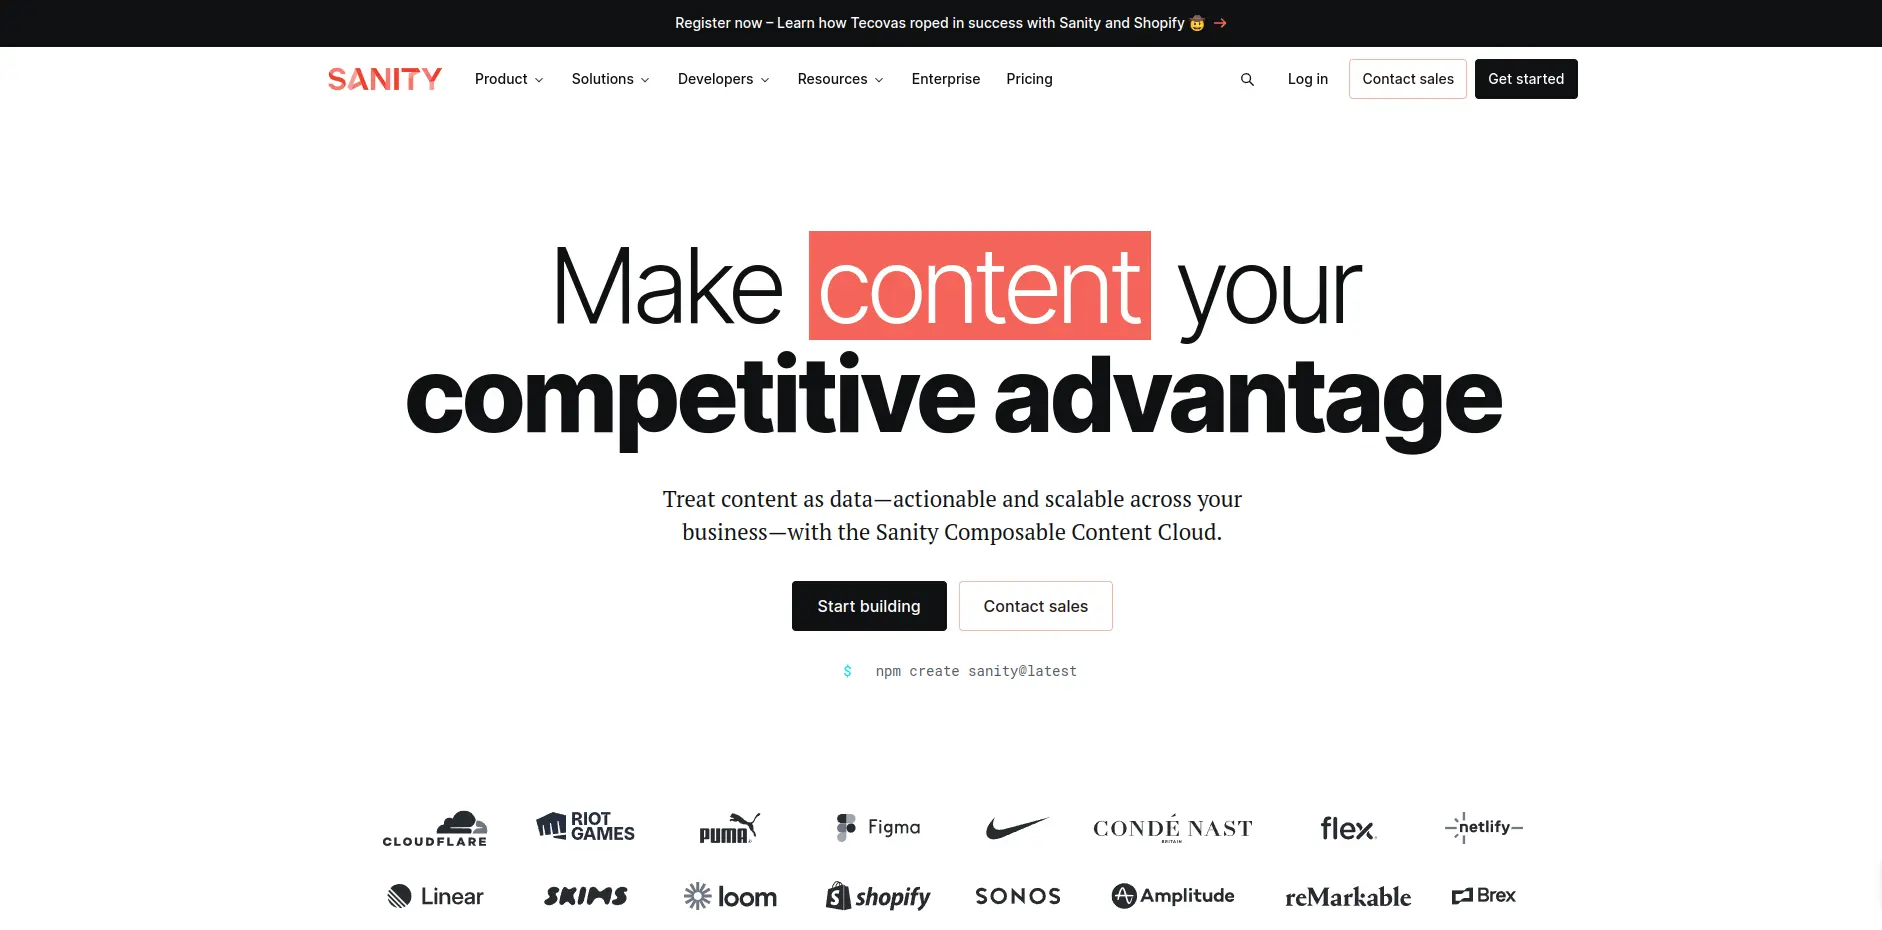 Register now – Learn how Tecovas roped in success with Sanity and Shopify 🤠 →
SANITY Product Solutions Developers Resources Enterprise Pricing Log in Contact sales Get started
Make content your
competitive advantage
Treat content as data—actionable and scalable across your
business—with the Sanity Composable Content Cloud.
Start building Contact sales
$ npm create sanity@latest
CLOUDFLARE RIOT GAMES PUMA Figma CONDÉ NAST BRITAIN flex netlify
Linear SKIMS loom shopify SONOS Amplitude reMarkable Brex